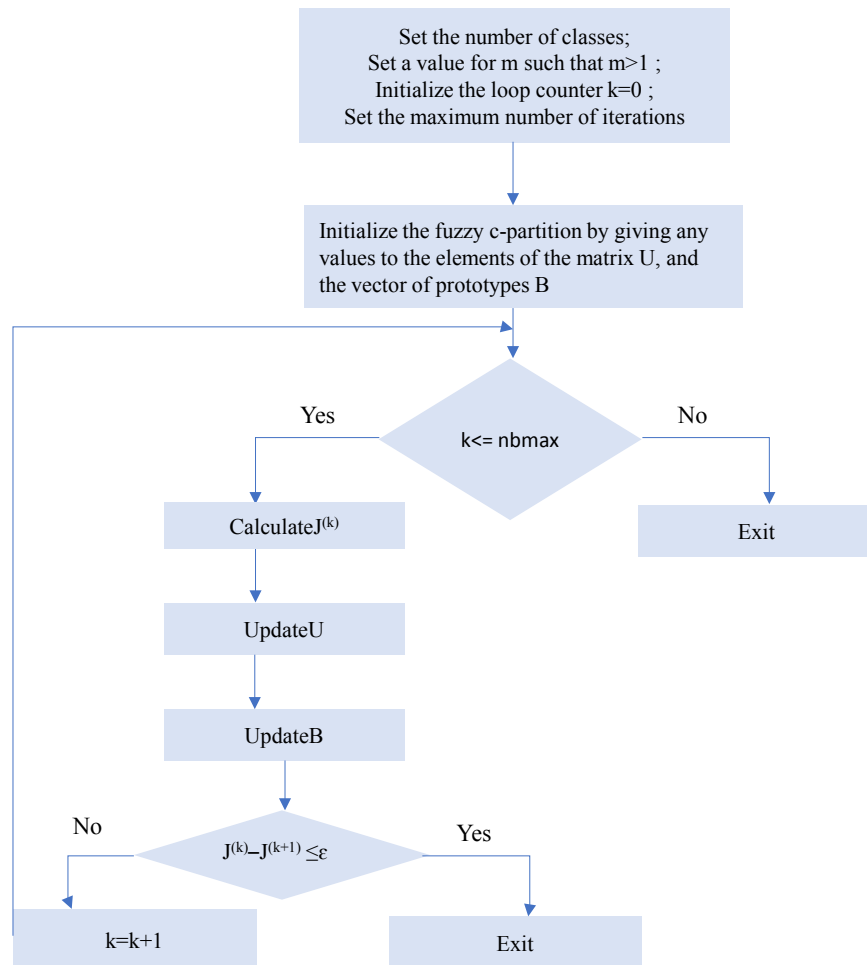 Set the number of classes;
Set a value for m such that m>1 ;
Initialize the loop counter k=0 ;
Set the maximum number of iterations
Initialize the fuzzy c-partition by giving any
values to the elements of the matrix U, and
the vector of prototypes B
Yes
No
k<= nbmax
CalculateJ⁽ᵏ⁾
Exit
UpdateU
UpdateB
No
Yes
J⁽ᵏ⁾–J⁽ᵏ⁺¹⁾ ≤ε
k=k+1
Exit